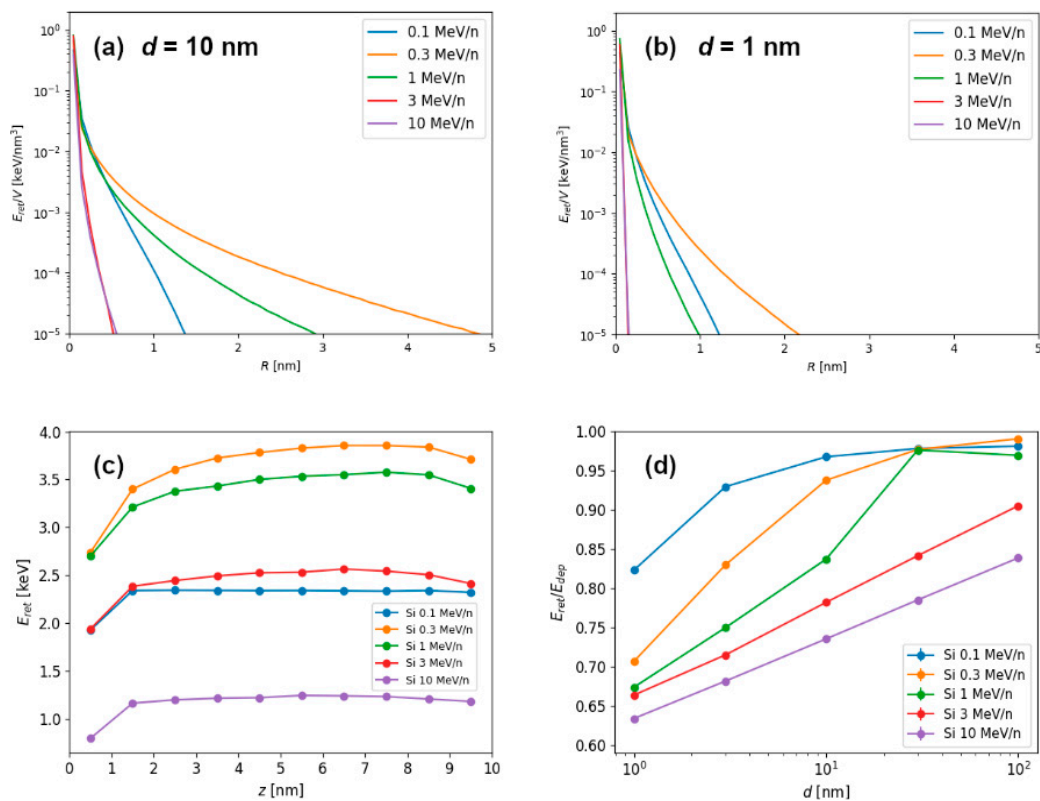 (a) d = 10 nm
0.1 MeV/n
0.3 MeV/n
1 MeV/n
3 MeV/n
10 MeV/n
E_ret/V [keV/nm³]
10⁰
10⁻¹
10⁻²
10⁻³
10⁻⁴
10⁻⁵
0 1 2 3 4 5
R [nm]
(b) d = 1 nm
0.1 MeV/n
0.3 MeV/n
1 MeV/n
3 MeV/n
10 MeV/n
E_ret/V [keV/nm³]
10⁰
10⁻¹
10⁻²
10⁻³
10⁻⁴
10⁻⁵
0 1 2 3 4 5
R [nm]
(c)
E_ret [keV]
4.0
3.5
3.0
2.5
2.0
1.5
1.0
Si 0.1 MeV/n
Si 0.3 MeV/n
Si 1 MeV/n
Si 3 MeV/n
Si 10 MeV/n
0 1 2 3 4 5 6 7 8 9 10
z [nm]
(d)
E_ret/E_dep
1.00
0.95
0.90
0.85
0.80
0.75
0.70
0.65
0.60
Si 0.1 MeV/n
Si 0.3 MeV/n
Si 1 MeV/n
Si 3 MeV/n
Si 10 MeV/n
10⁰ 10¹ 10²
d [nm]